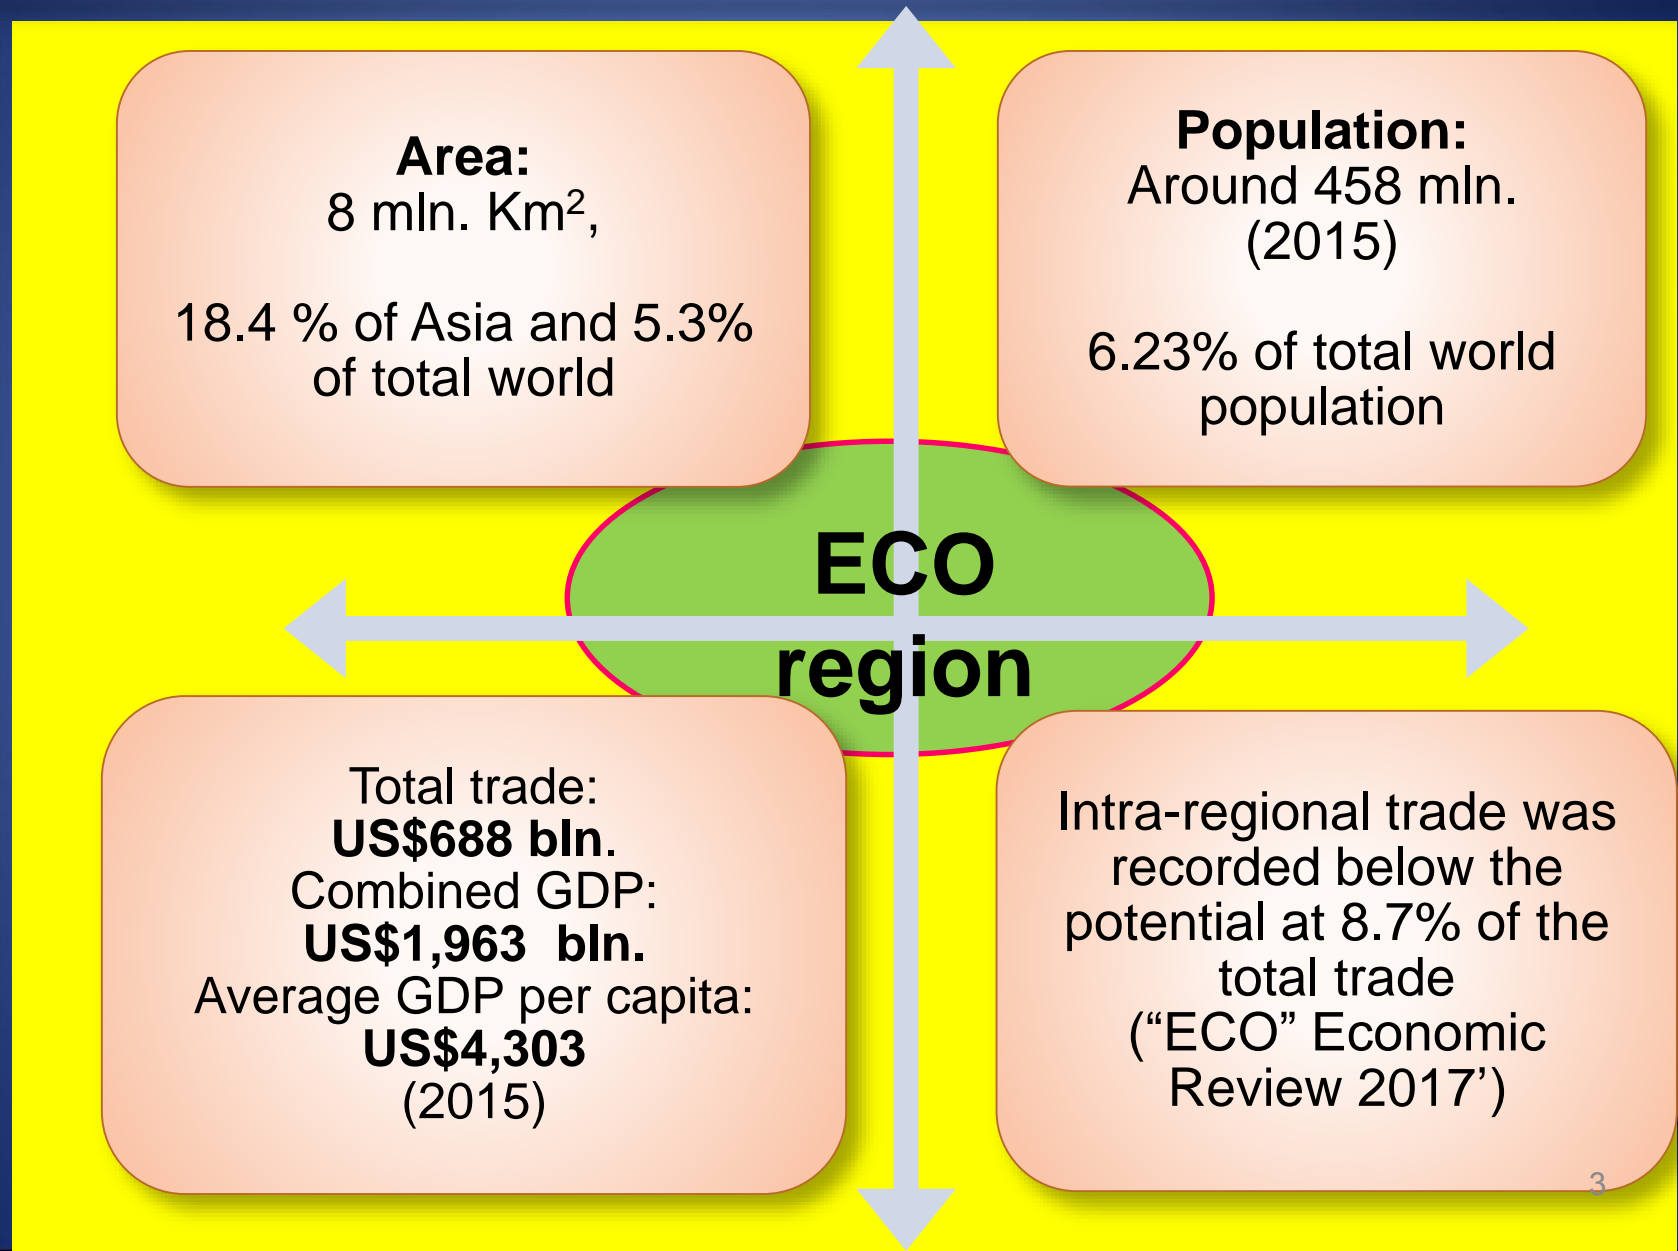 Area:
8 mln. Km²,
18.4 % of Asia and 5.3%
of total world
Population:
Around 458 mln.
(2015)
6.23% of total world
population
ECO
region
Total trade:
US$688 bln.
Combined GDP:
US$1,963  bln.
Average GDP per capita:
US$4,303
(2015)
Intra-regional trade was
recorded below the
potential at 8.7% of the
total trade
(“ECO” Economic
Review 2017’)
3